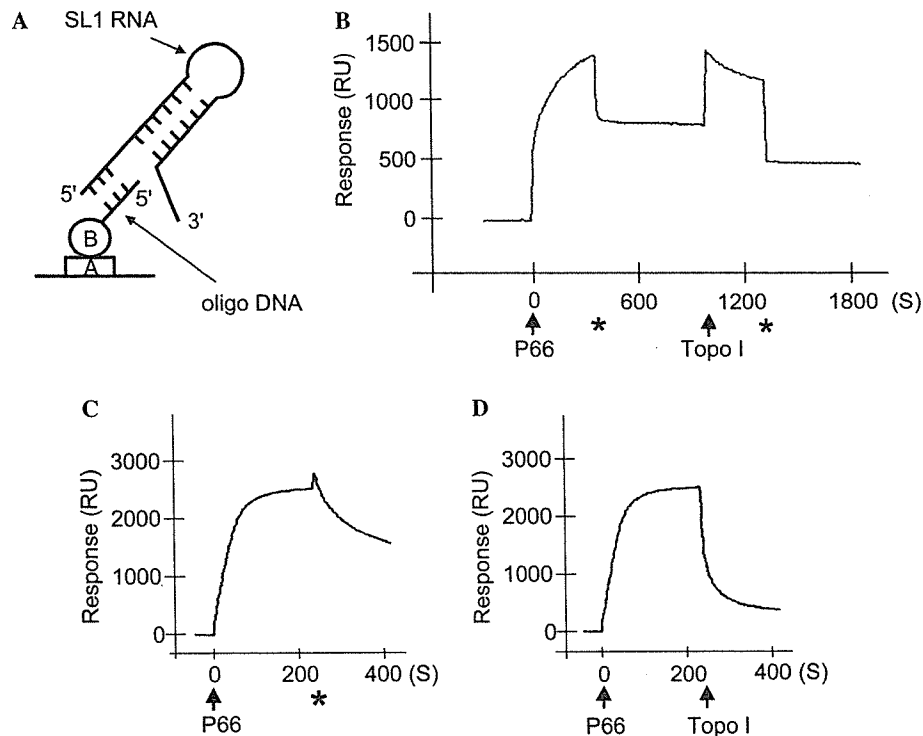 A
SL1 RNA
5'
5'
3'
B
A
oligo DNA
B
Response (RU)
1500
1000
500
0
0 600 1200 1800 (S)
* *
P66 Topo I
C
Response (RU)
3000
2000
1000
0
0 200 400 (S)
*
P66
D
Response (RU)
3000
2000
1000
0
0 200 400 (S)
P66 Topo I